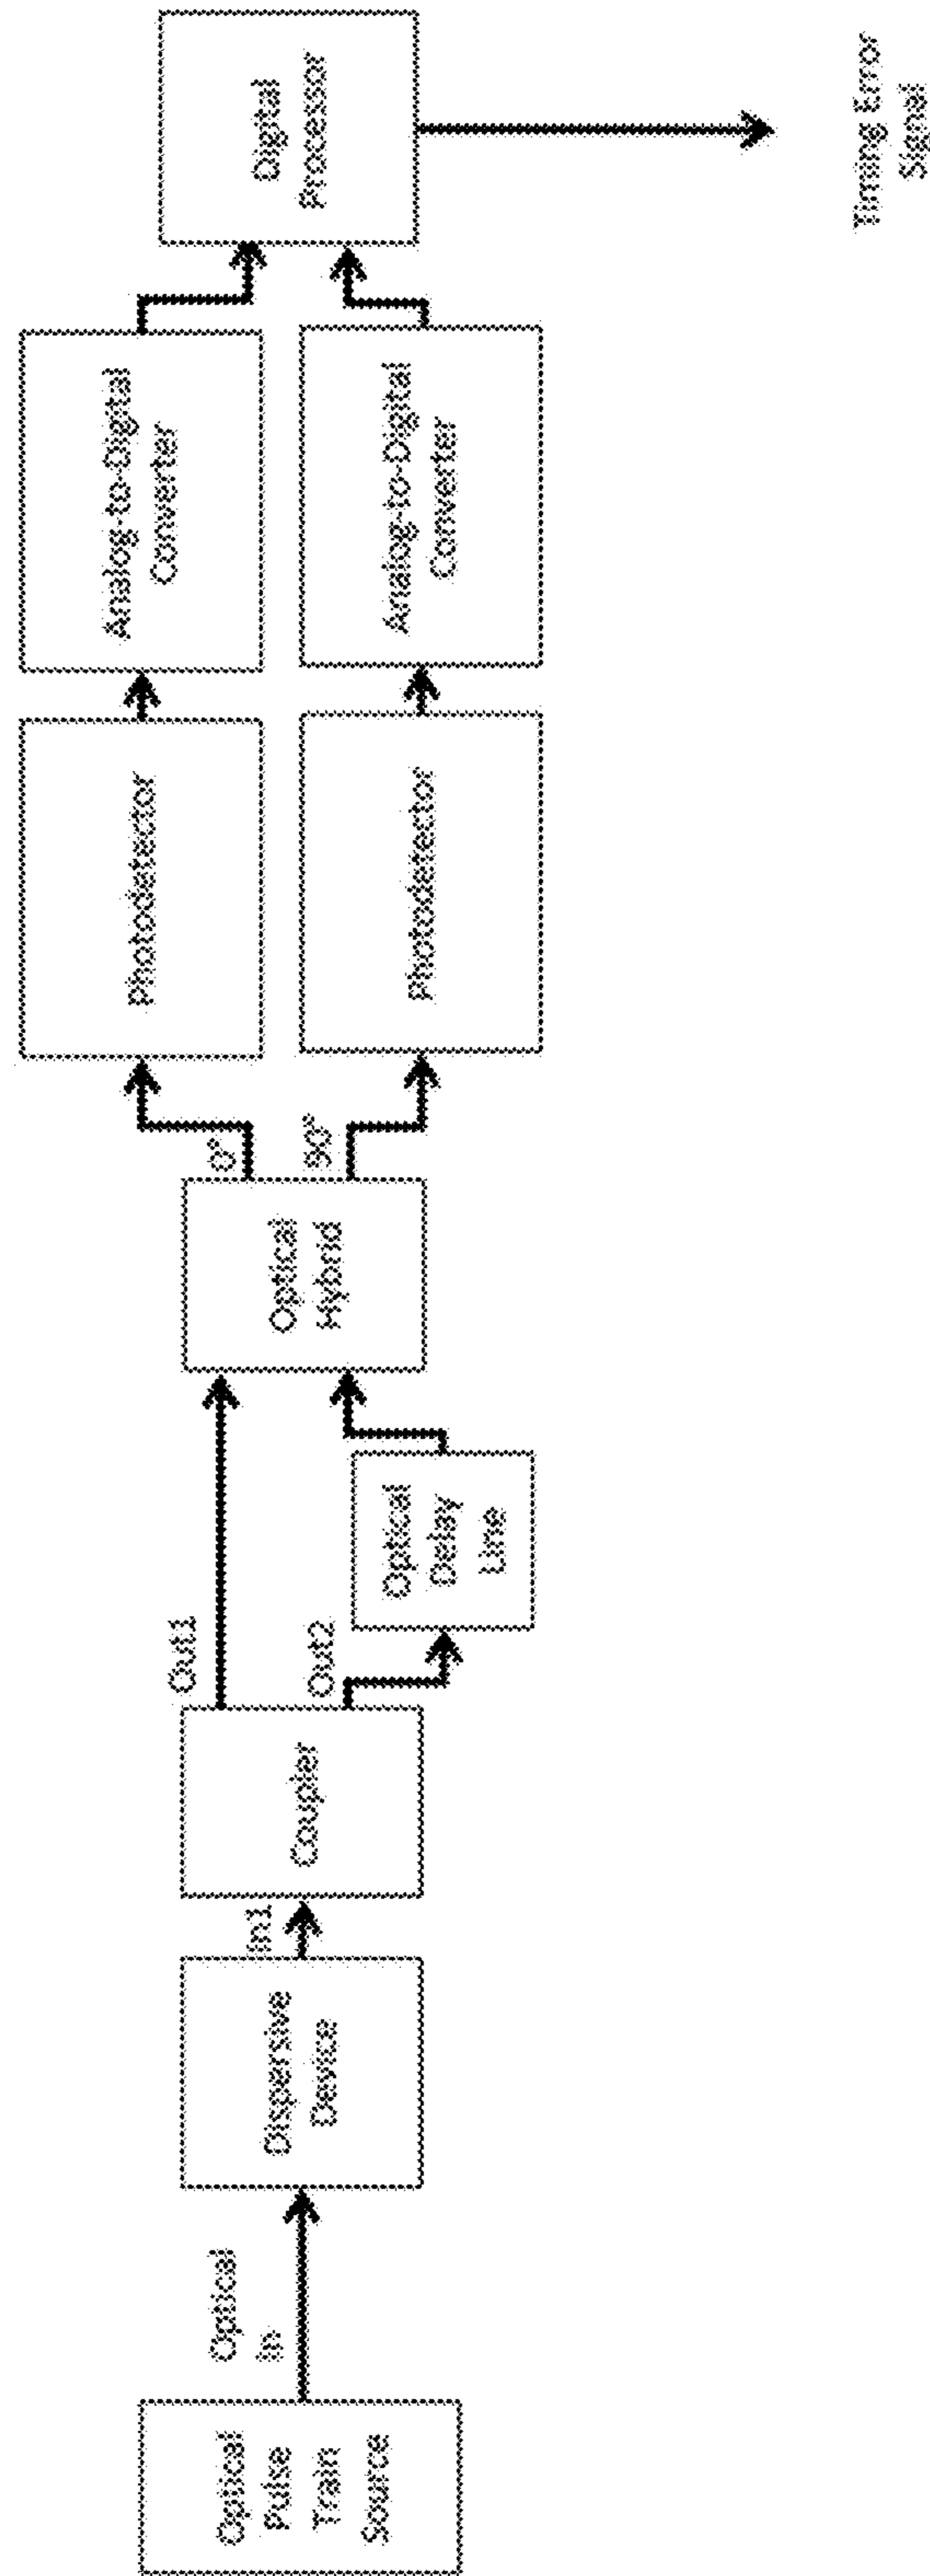 Optical
Pulse
Train
Source
Optical
in
Dispersive
Device
In1
Coupler
Out1
Out2
Optical
Delay
Line
Optical
Hybrid
0°
90°
Photodetector
Photodetector
Analog-to-Digital
Converter
Analog-to-Digital
Converter
Digital
Processor
Timing Error
Signal